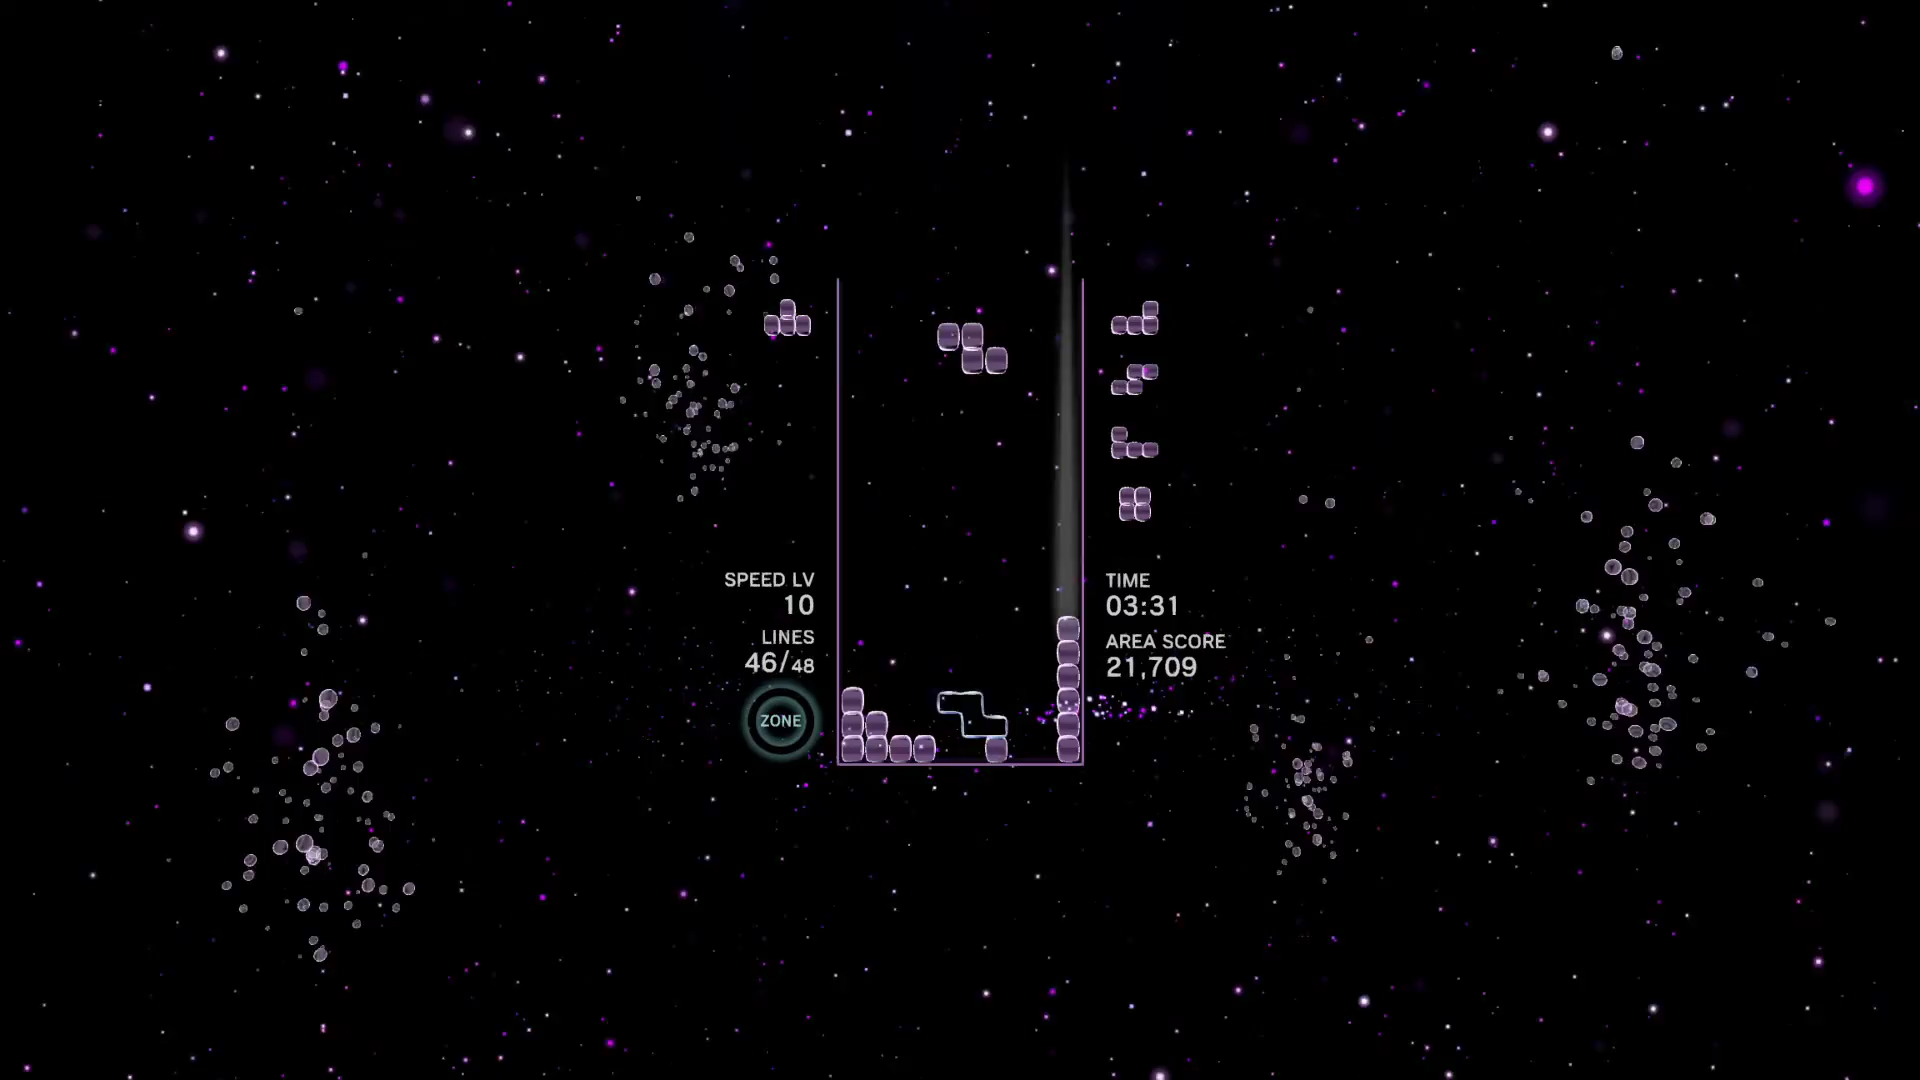 SPEED LV
10
LINES
46/48
ZONE
TIME
03:31
AREA SCORE
21,709